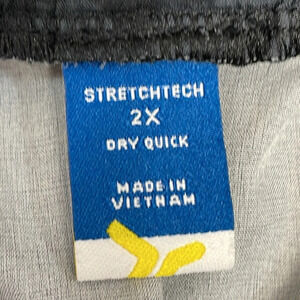 STRETCHTECH
2X
DRY QUICK
MADE IN
VIETNAM